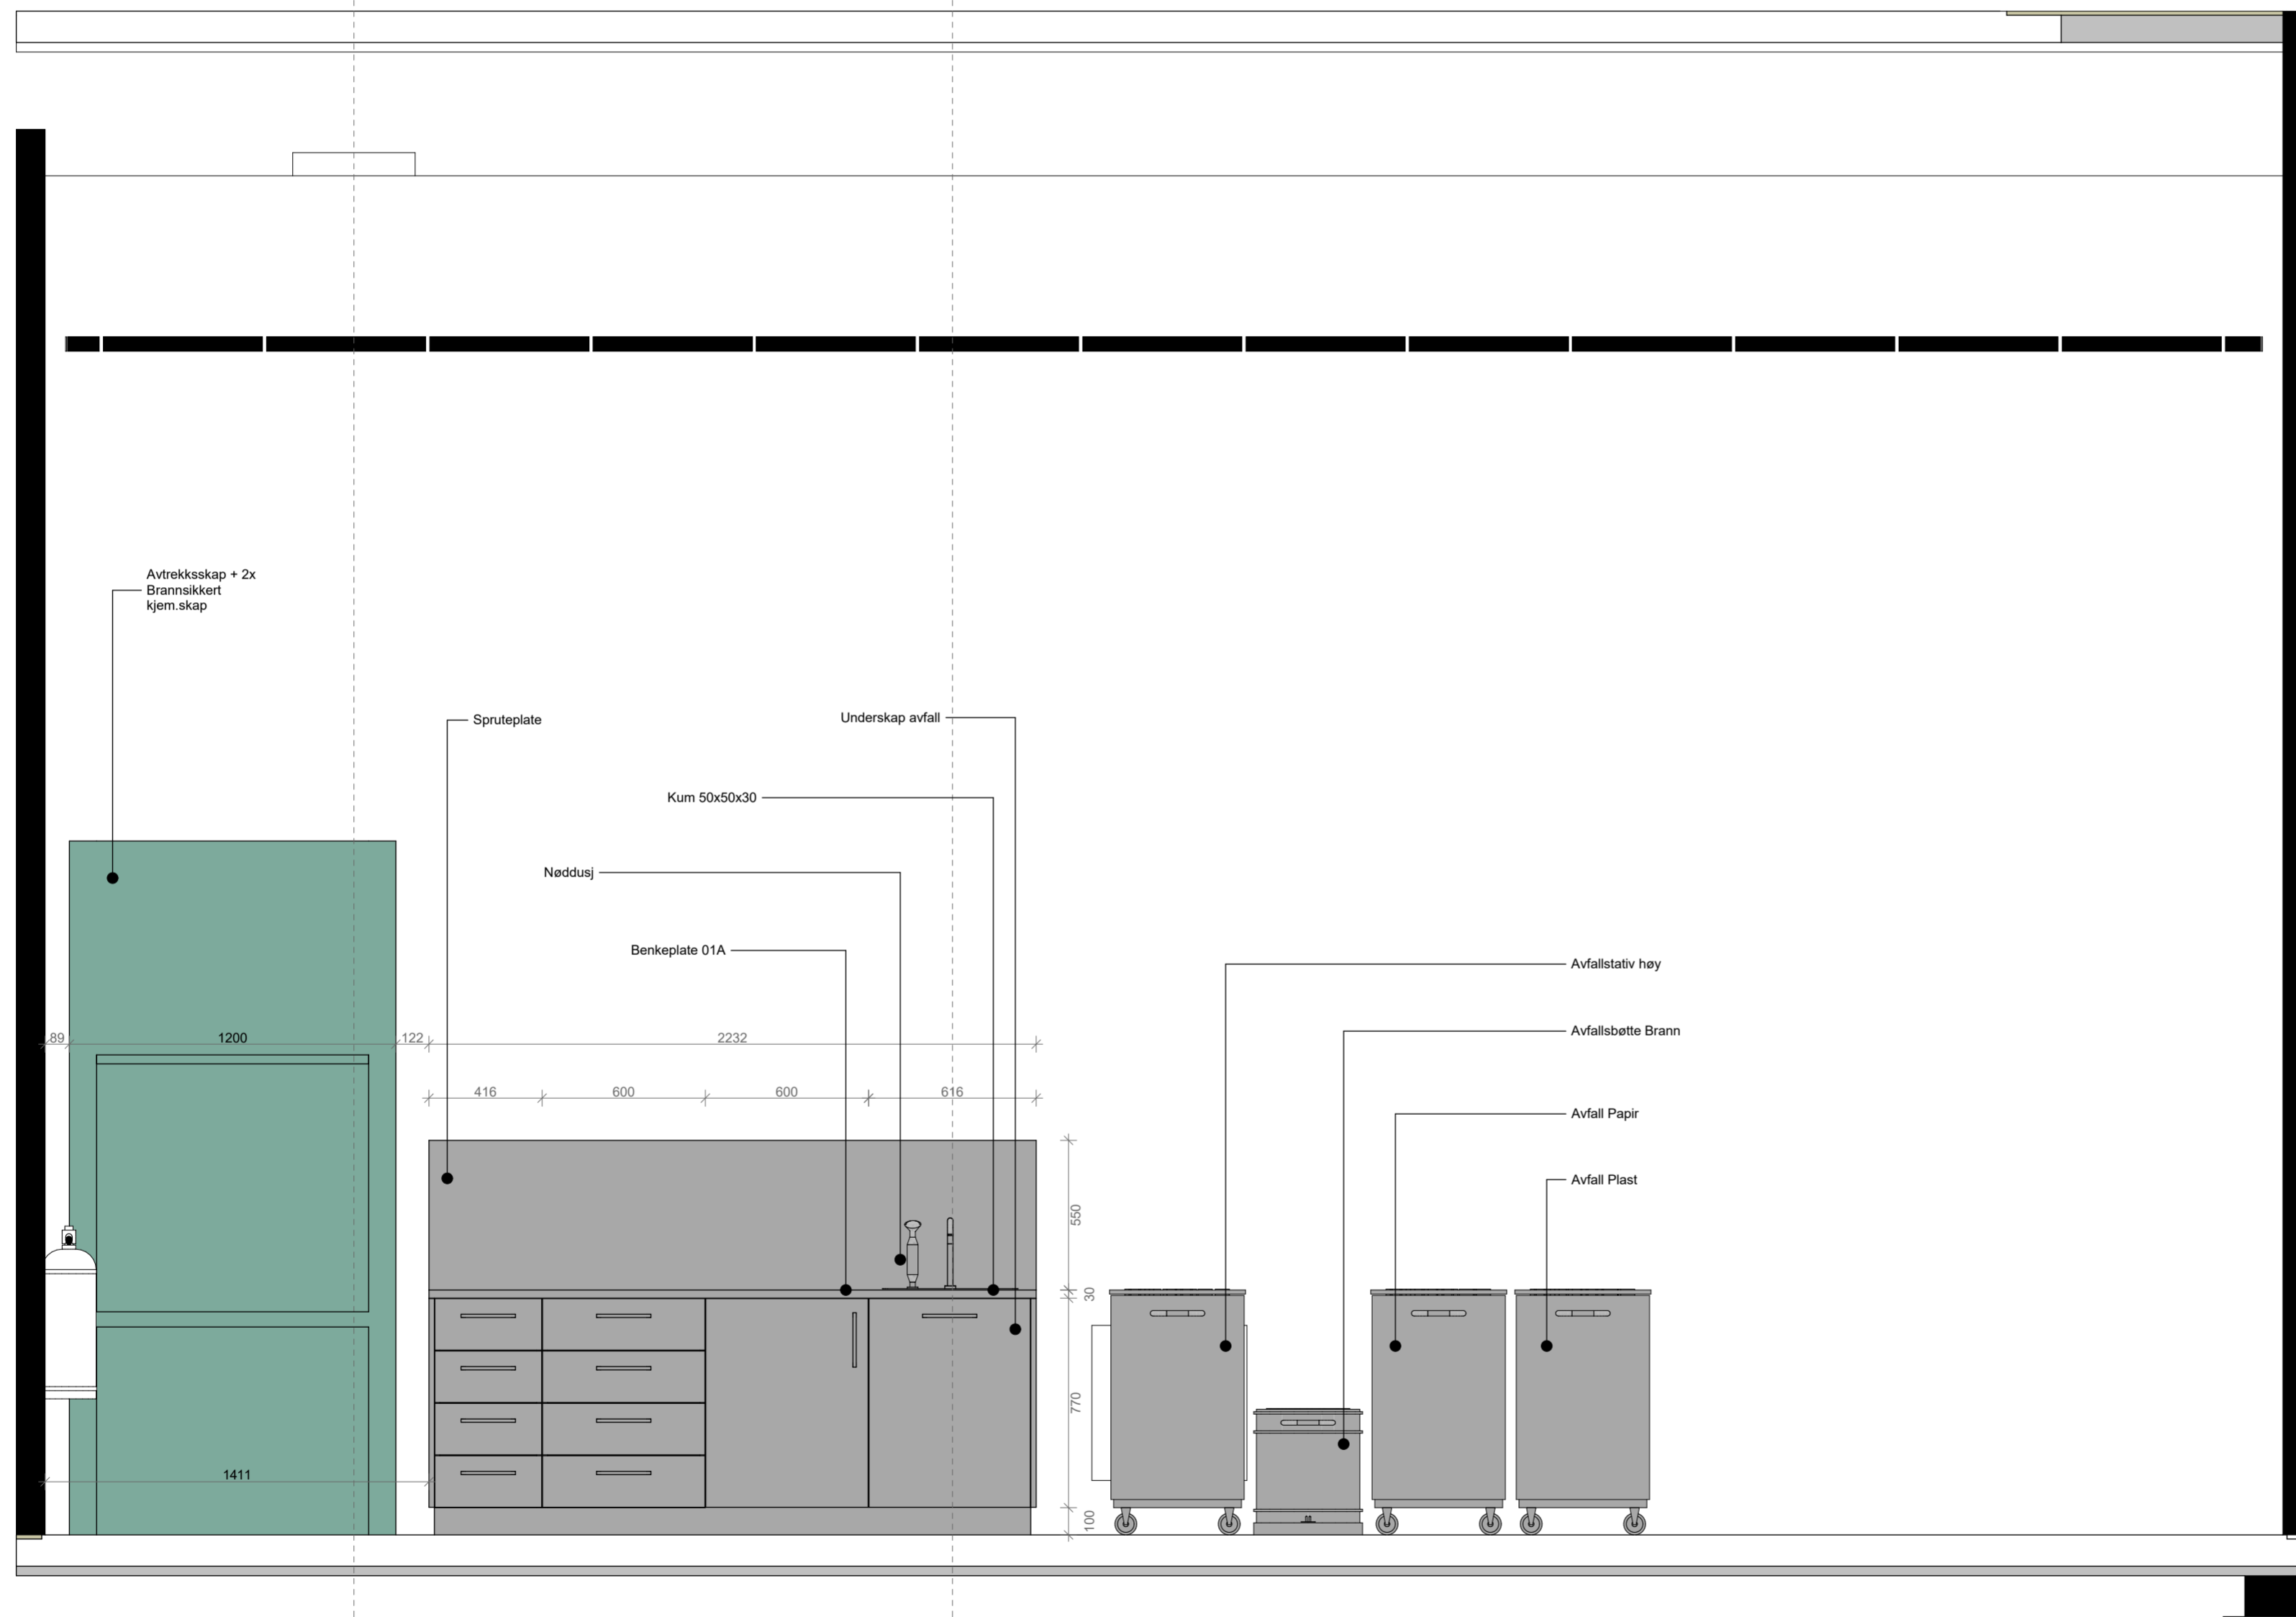 Avtrekksskap + 2x
Brannsikkert
kjem.skap
Spruteplate
Underskap avfall
Kum 50x50x30
Nøddusj
Benkeplate 01A
Avfallstativ høy
Avfallsbøtte Brann
Avfall Papir
Avfall Plast
89
1200
122
2232
416
600
600
616
550
30
770
100
1411